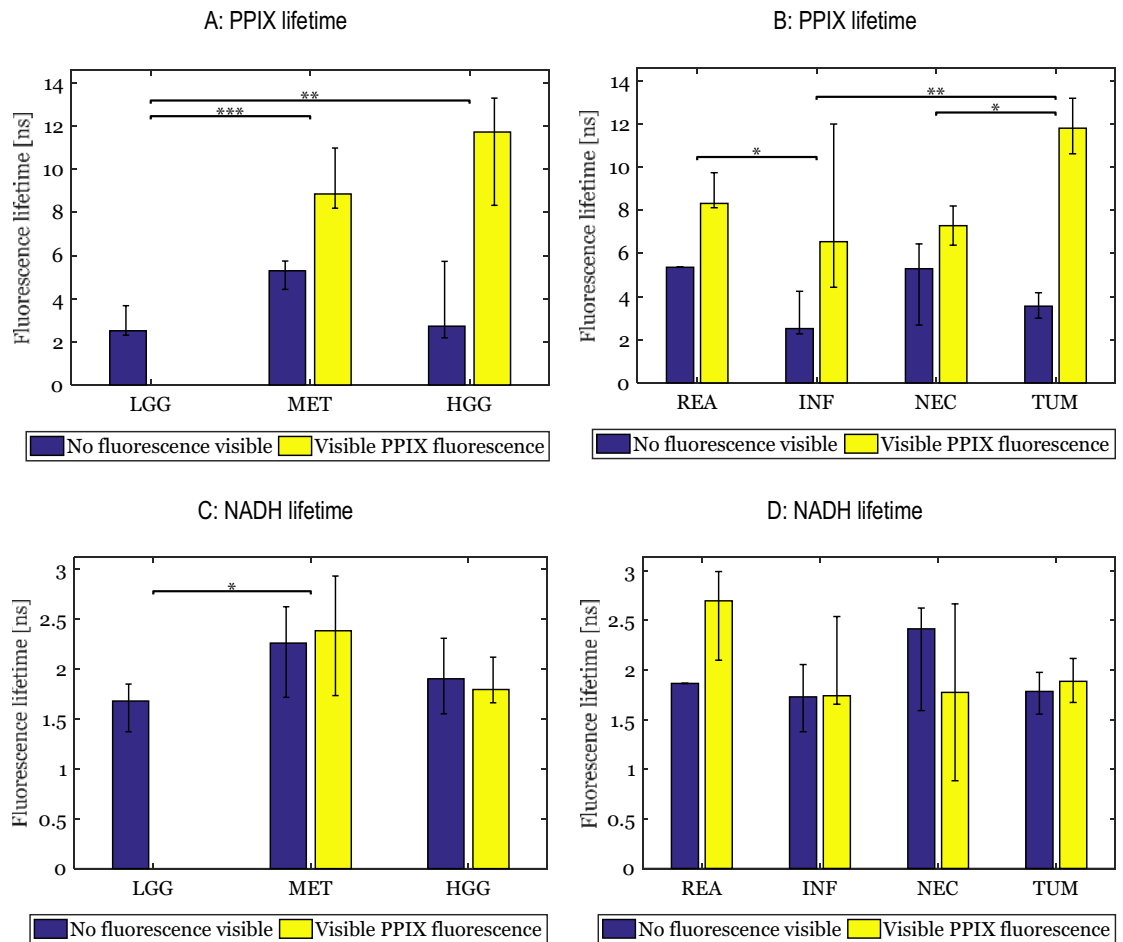 A: PPIX lifetime
Fluorescence lifetime [ns]
14
12
10
8
6
4
2
0
**
***
LGG MET HGG
No fluorescence visible Visible PPIX fluorescence
B: PPIX lifetime
Fluorescence lifetime [ns]
14
12
10
8
6
4
2
0
**
*
*
REA INF NEC TUM
No fluorescence visible Visible PPIX fluorescence
C: NADH lifetime
Fluorescence lifetime [ns]
3
2.5
2
1.5
1
0.5
0
*
LGG MET HGG
No fluorescence visible Visible PPIX fluorescence
D: NADH lifetime
Fluorescence lifetime [ns]
3
2.5
2
1.5
1
0.5
0
REA INF NEC TUM
No fluorescence visible Visible PPIX fluorescence